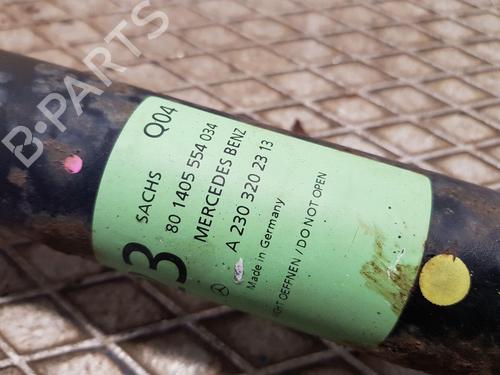 Q04
SACHS
80 1405 554 034
MERCEDES BENZ
A 230 320 23 13
Made in Germany
OEFFNEN / DO NOT OPEN
3
B-PARTS